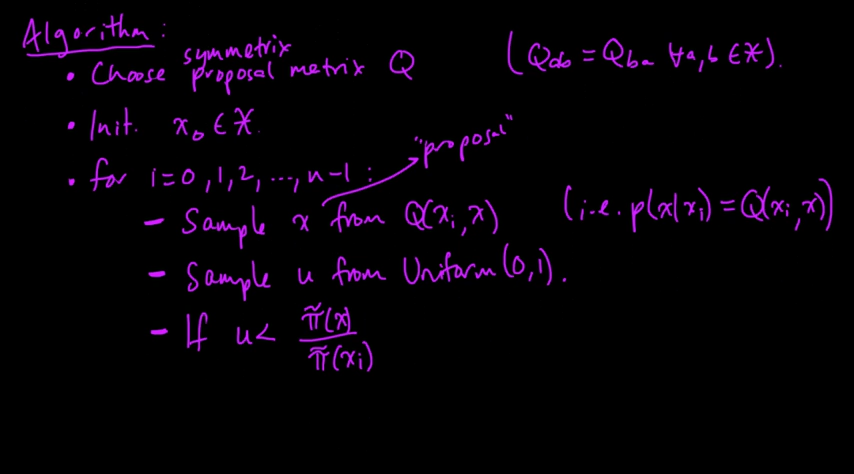 Algorithm:
• Choose symmetrix proposal metrix Q (Qab = Qba ∀a,b ∈ X).
• Init. x₀ ∈ X.
• for i=0,1,2,...,n-1: "proposal"
- Sample x from Q(xᵢ,x) (i.e. p(x|xᵢ) = Q(xᵢ,x))
- Sample u from Uniform(0,1).
- If u < π̃(x) / π̃(xᵢ)